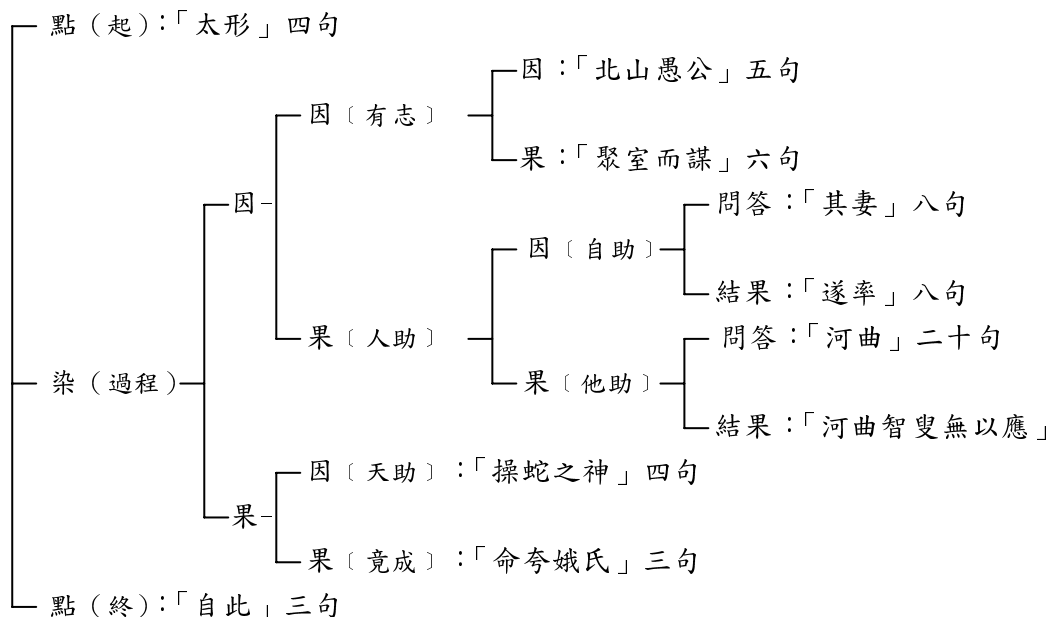 點（起）：「太形」四句
因：「北山愚公」五句
因〔有志〕
果：「聚室而謀」六句
因
問答：「其妻」八句
因〔自助〕
結果：「遂率」八句
果〔人助〕
問答：「河曲」二十句
染（過程）
果〔他助〕
結果：「河曲智叟無以應」
因〔天助〕：「操蛇之神」四句
果
果〔竟成〕：「命夸娥氏」三句
點（終）：「自此」三句